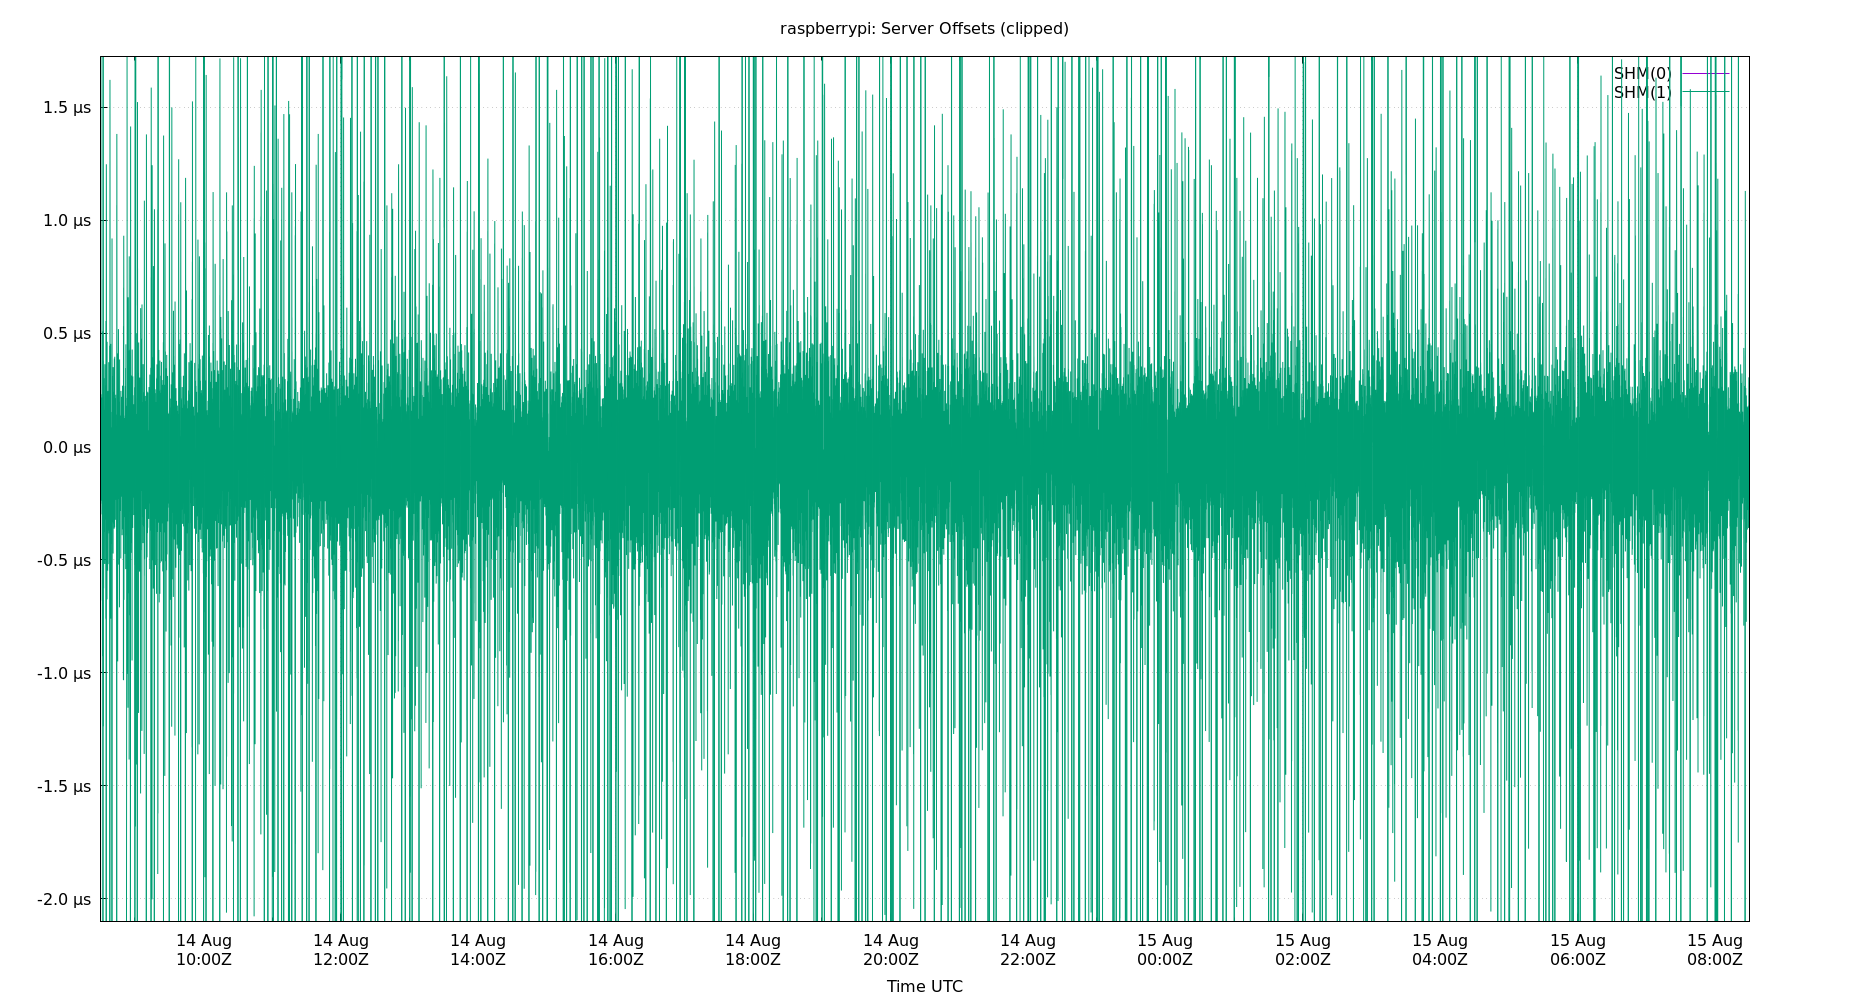 raspberrypi: Server Offsets (clipped)
SHM(0)
SHM(1)
1.5 µs
1.0 µs
0.5 µs
0.0 µs
-0.5 µs
-1.0 µs
-1.5 µs
-2.0 µs
14 Aug 14 Aug 14 Aug 14 Aug 14 Aug 14 Aug 14 Aug 15 Aug 15 Aug 15 Aug 15 Aug 15 Aug
10:00Z 12:00Z 14:00Z 16:00Z 18:00Z 20:00Z 22:00Z 00:00Z 02:00Z 04:00Z 06:00Z 08:00Z
Time UTC